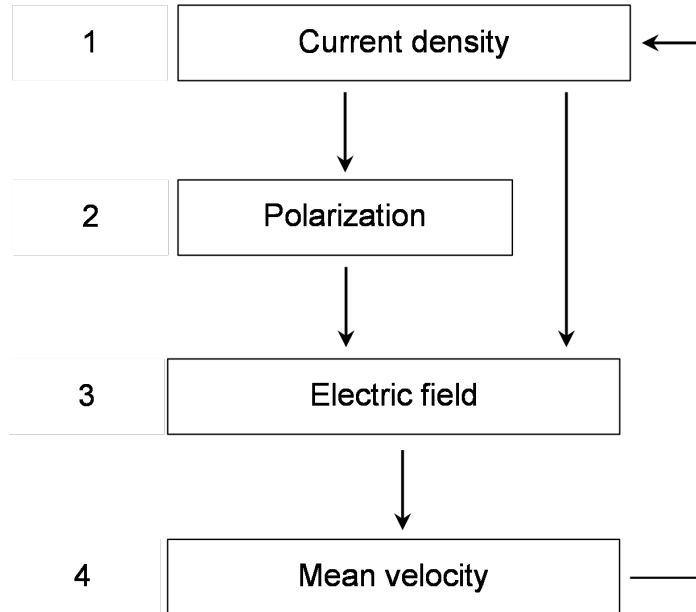 1 Current density
2 Polarization
3 Electric field
4 Mean velocity